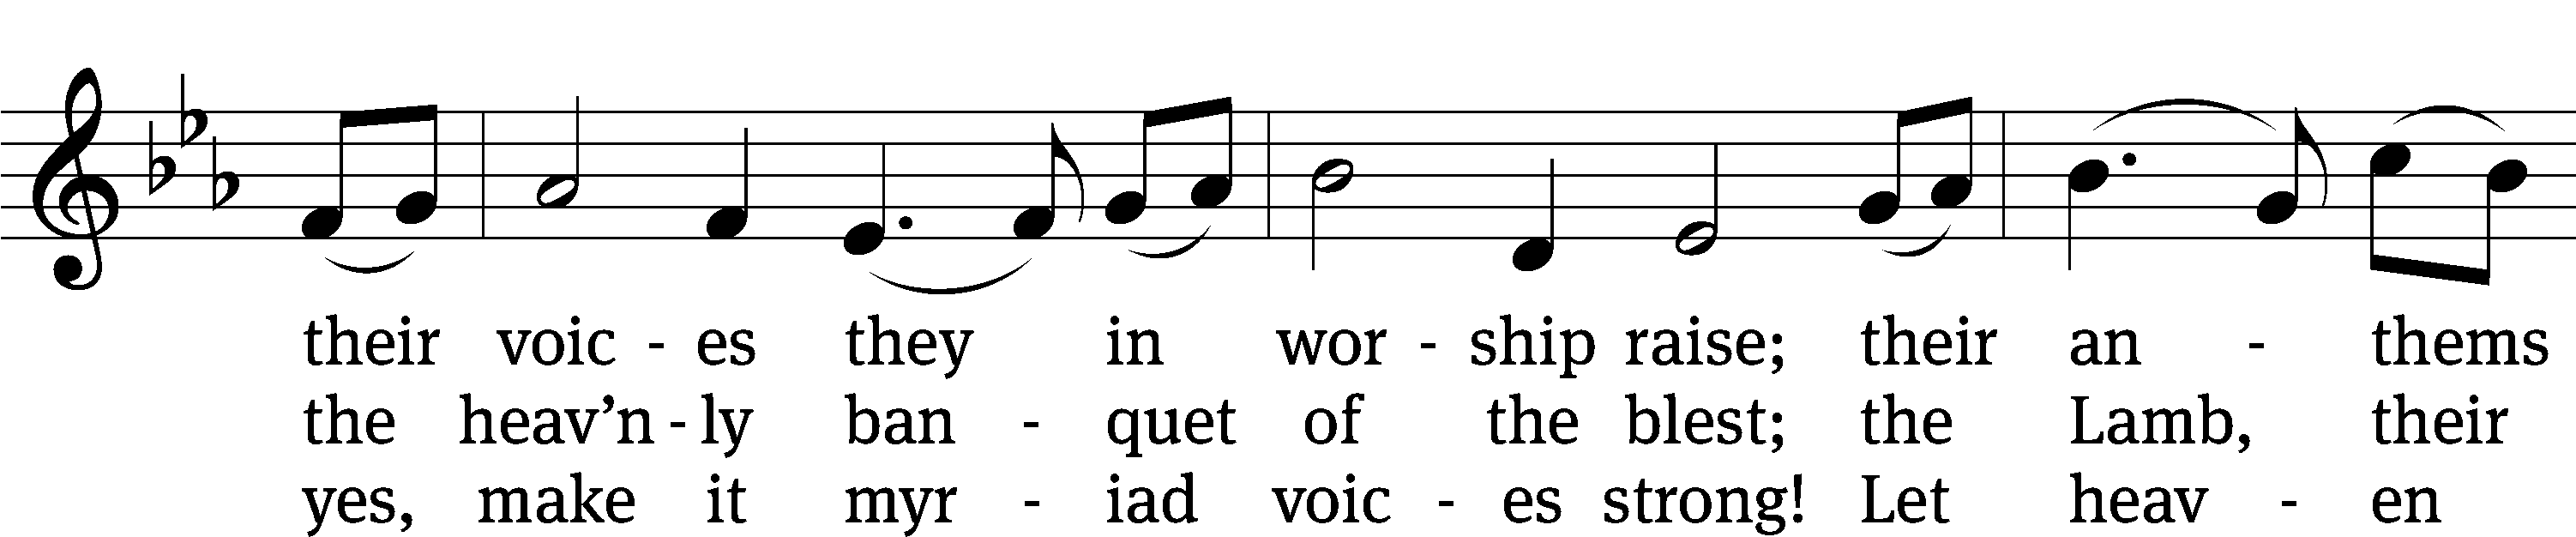 their voic - es they in wor - ship raise; their an - thems
the heav’n - ly ban - quet of the blest; the Lamb, their
yes, make it myr - iad voic - es strong! Let heav - en